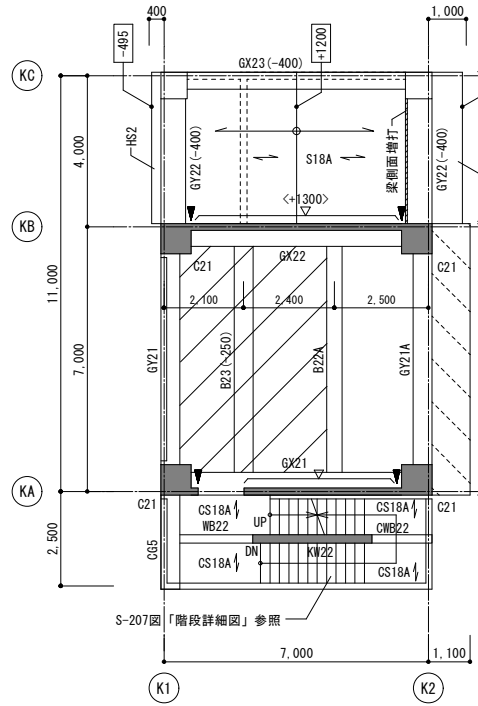 400
1,000
-495
+1200
GX23(-400)
KC
HS2
GY22(-400)
S18A
梁側面増打
GY22(-400)
4,000
<+1300>
KB
C21
GX22
C21
2,100
2,400
2,500
11,000
7,000
GY21
B23(-250)
B22A
GY21A
GX21
KA
C21
CS18A
CS18A
C21
WB22
UP
CWB22
2,500
CG5
DN
KW22
CS18A
CS18A
S-207図「階段詳細図」参照
7,000
1,100
K1
K2